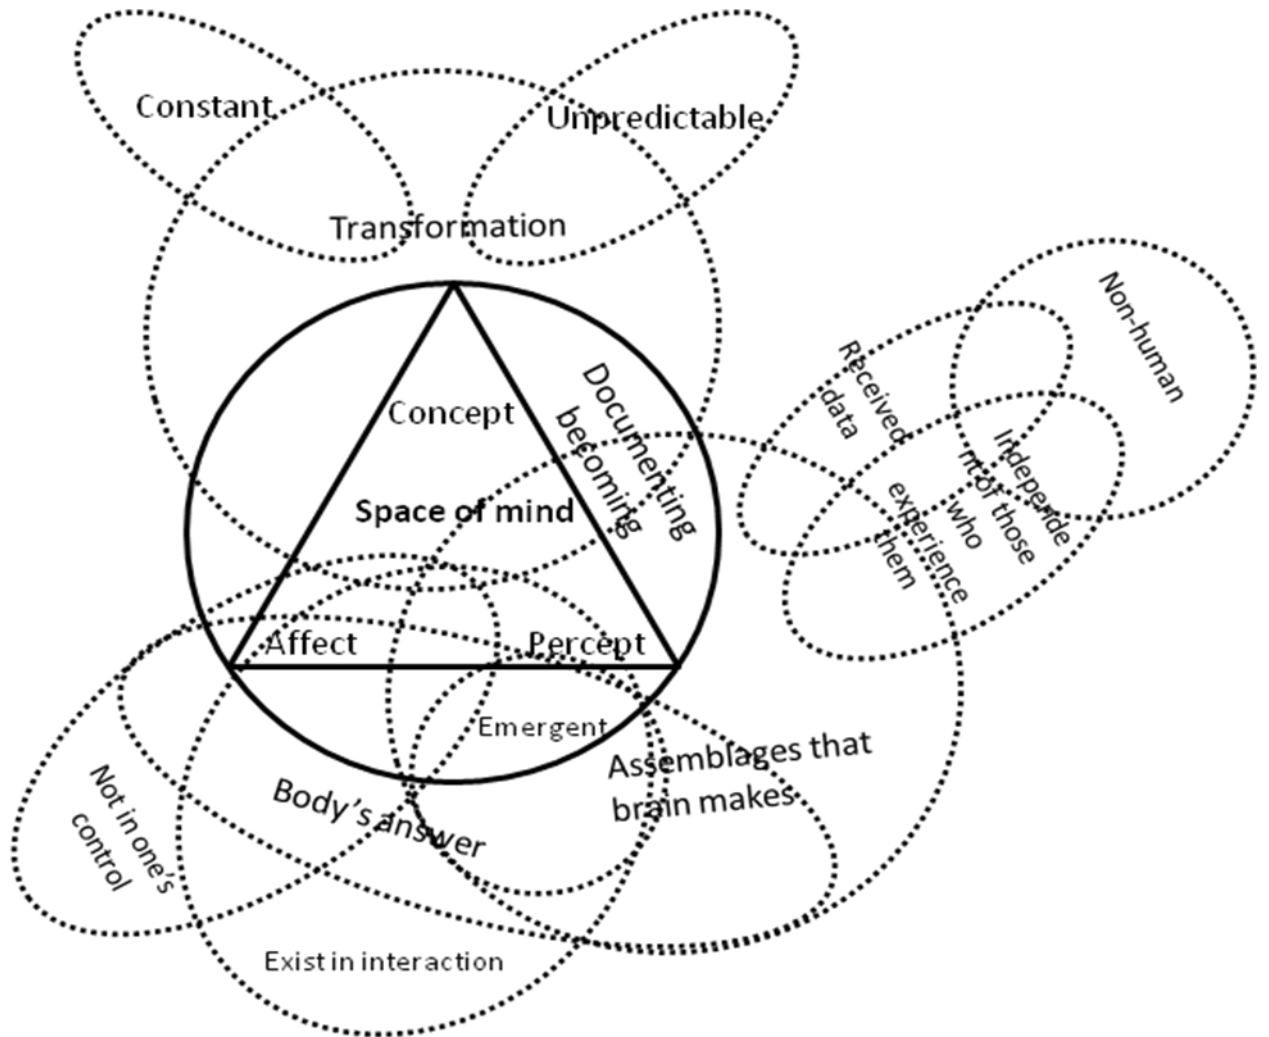 Constant
Unpredictable
Transformation
Non-human
Received
data
Concept
Documenting
becoming
Independe
nt of those
who
experience
them
Space of mind
Affect
Percept
Emergent
Assemblages that
brain makes
Body's answer
Not in one's
control
Exist in interaction